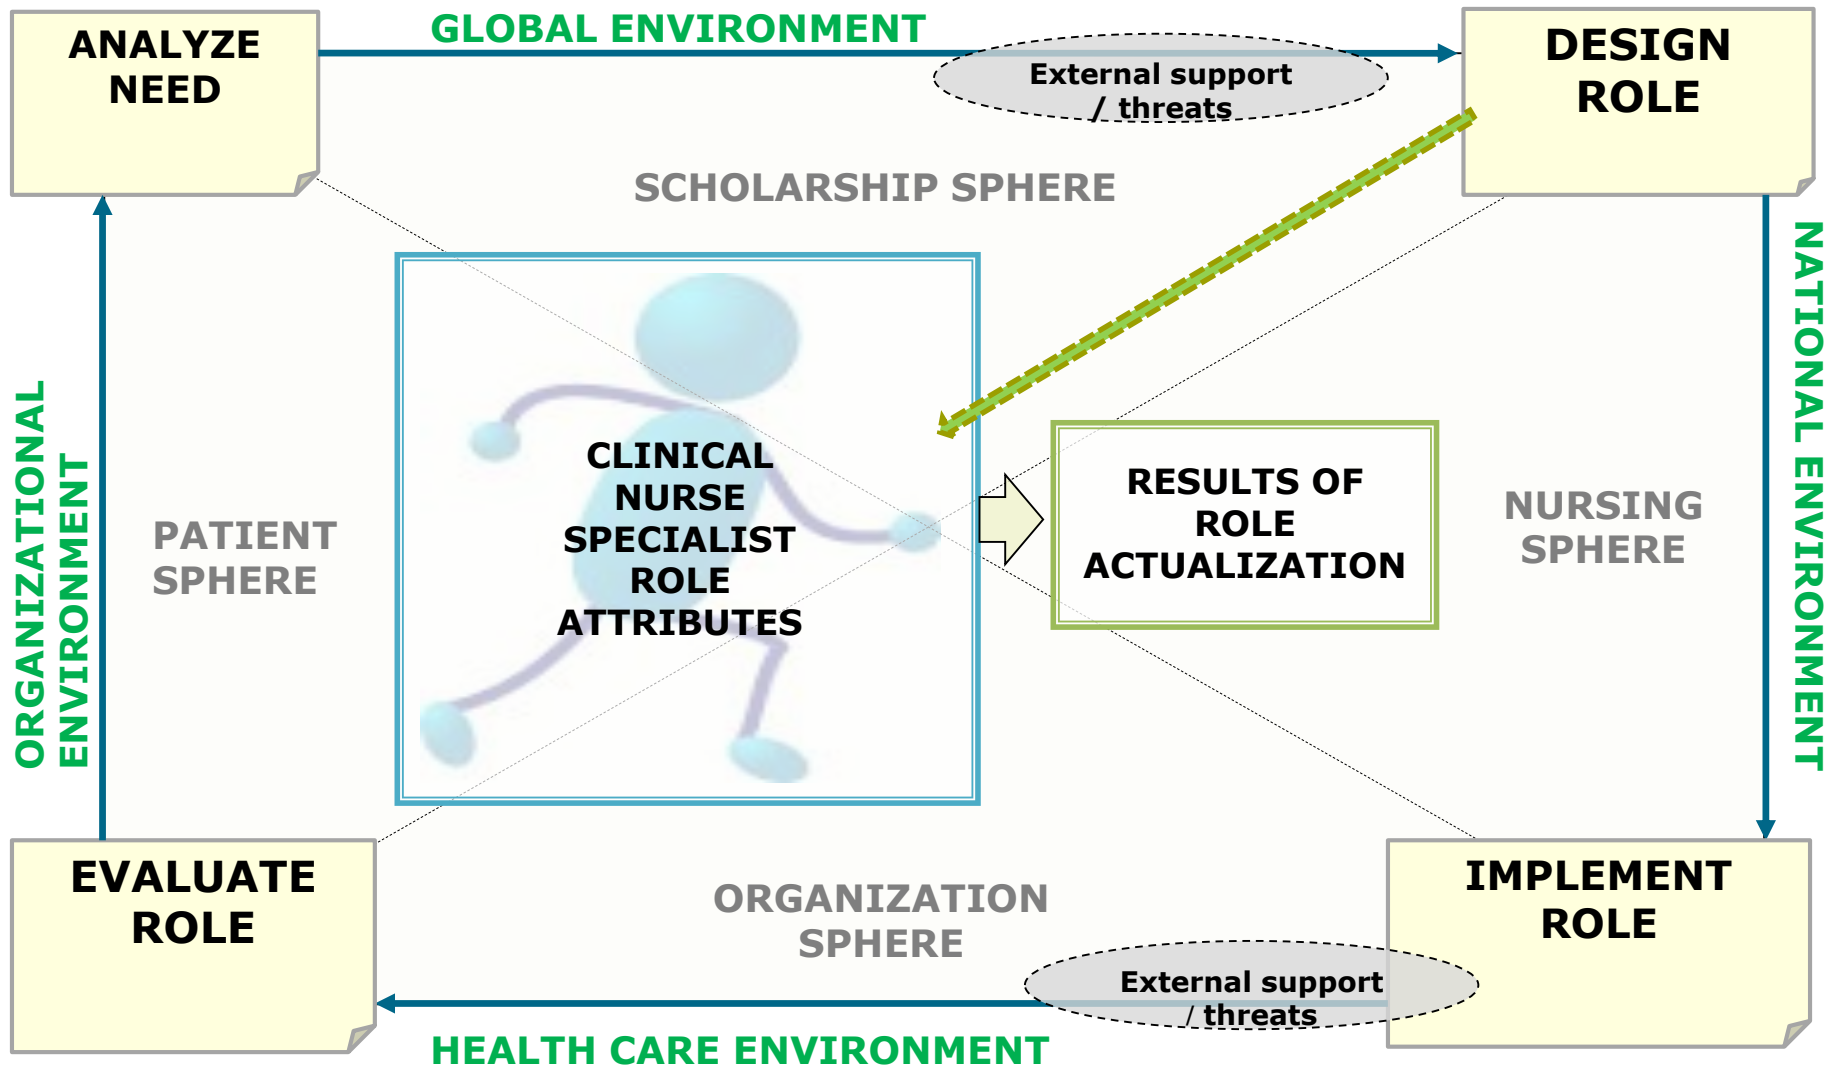 ANALYZE
NEED
GLOBAL ENVIRONMENT
External support
/ threats
DESIGN
ROLE
SCHOLARSHIP SPHERE
NATIONAL ENVIRONMENT
ORGANIZATIONAL
ENVIRONMENT
PATIENT
SPHERE
CLINICAL
NURSE
SPECIALIST
ROLE
ATTRIBUTES
RESULTS OF
ROLE
ACTUALIZATION
NURSING
SPHERE
EVALUATE
ROLE
ORGANIZATION
SPHERE
External support
/ threats
IMPLEMENT
ROLE
HEALTH CARE ENVIRONMENT